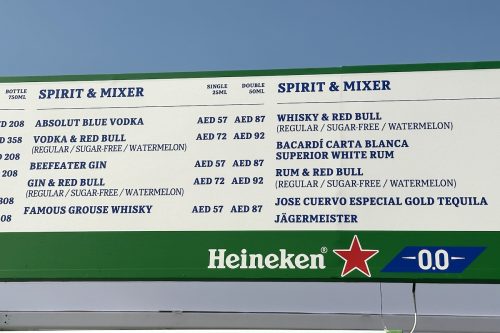 BOTTLE
750ML
SPIRIT & MIXER
SINGLE
25ML
DOUBLE
50ML
208
ABSOLUT BLUE VODKA AED 57 AED 87
358
VODKA & RED BULL AED 72 AED 92
(REGULAR / SUGAR-FREE / WATERMELON)
208
BEEFEATER GIN AED 57 AED 87
208
GIN & RED BULL AED 72 AED 92
(REGULAR / SUGAR-FREE / WATERMELON)
308
FAMOUS GROUSE WHISKY AED 57 AED 87
08
SPIRIT & MIXER
WHISKY & RED BULL
(REGULAR / SUGAR-FREE / WATERMELON)
BACARDÍ CARTA BLANCA
SUPERIOR WHITE RUM
RUM & RED BULL
(REGULAR / SUGAR-FREE / WATERMELON)
JOSE CUERVO ESPECIAL GOLD TEQUILA
JÄGERMEISTER
Heineken® 0.0